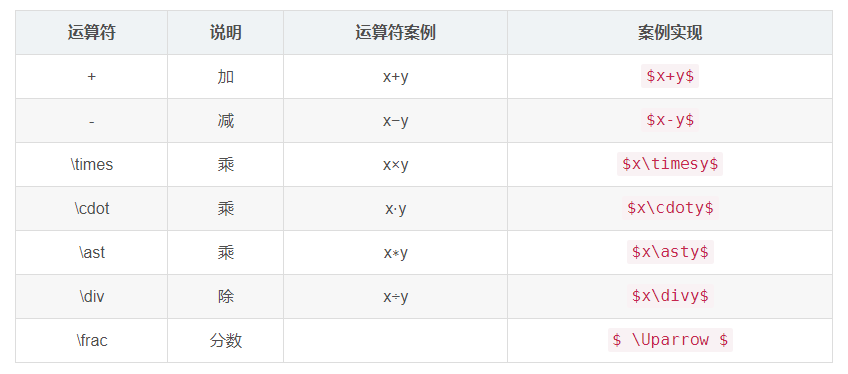 运算符 说明 运算符案例 案例实现
+ 加 x+y $x+y$
- 减 x−y $x-y$
\times 乘 x×y $x\timesy$
\cdot 乘 x⋅y $x\cdoty$
\ast 乘 x∗y $x\asty$
\div 除 x÷y $x\divy$
\frac 分数 $ \Uparrow $